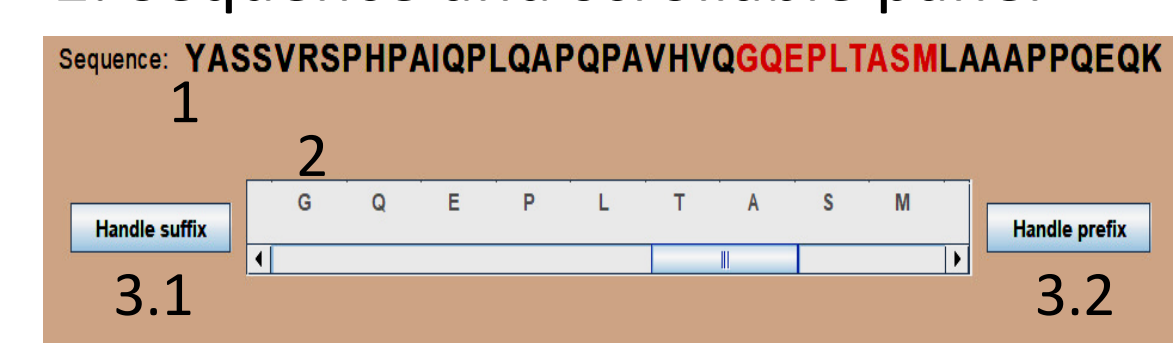 Sequence: YASSVRSPHPAIQPLQAPQPAVHVQGQEPLTASMLAAAPPQEQK
1
2
G Q E P L T A S M
Handle suffix
Handle prefix
3.1
3.2